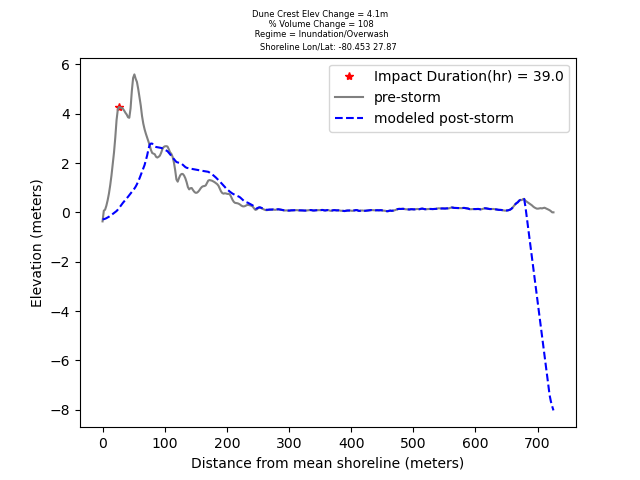 Dune Crest Elev Change = 4.1m
% Volume Change = 108
Regime = Inundation/Overwash
Shoreline Lon/Lat: -80.453 27.87
Impact Duration(hr) = 39.0
pre-storm
modeled post-storm
6
4
2
0
−2
−4
−6
−8
Elevation (meters)
0 100 200 300 400 500 600 700
Distance from mean shoreline (meters)